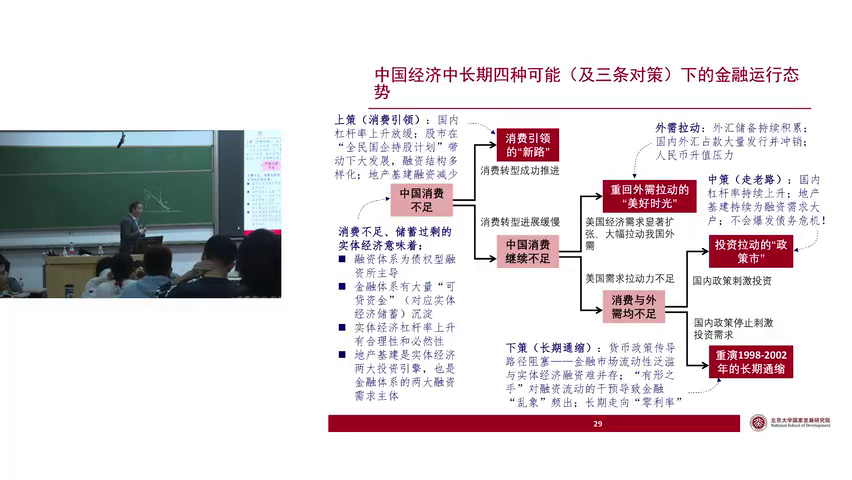 中国经济中长期四种可能（及三条对策）下的金融运行态
势
上策（消费引领）：国内
杠杆率上升放缓；股市在
“全民国企持股计划”带
动下大发展，融资结构多
样化；地产基建融资减少
中国消费
不足
消费不足、储蓄过剩的
实体经济意味着：
融资体系为债权型融
资所主导
金融体系有大量“可
贷资金”（对应实体
经济储蓄）沉淀
实体经济杠杆率上升
有合理性和必然性
地产基建是实体经济
两大投资引擎，也是
金融体系的两大融资
需求主体
消费引领
的“新路”
消费转型成功推进
消费转型进展缓慢
中国消费
继续不足
外需拉动：外汇储备持续积累；
国内外汇占款大量发行并冲销；
人民币升值压力
重回外需拉动的
“美好时光”
美国经济需求显著扩
张，大幅拉动我国外
需
美国需求拉动力不足
消费与外
需均不足
中策（走老路）：国内
杠杆率持续上升；地产
基建持续为融资需求大
户；不会爆发债务危机！
投资拉动的“政
策市”
国内政策刺激投资
国内政策停止刺激
投资需求
重演1998-2002
年的长期通缩
下策（长期通缩）：货币政策传导
路径阻塞——金融市场流动性泛滥
与实体经济融资难并存；“有形之
手”对融资流动的干预导致金融
“乱象”频出；长期走向“零利率”
29
北京大学国家发展研究院
National School of Development